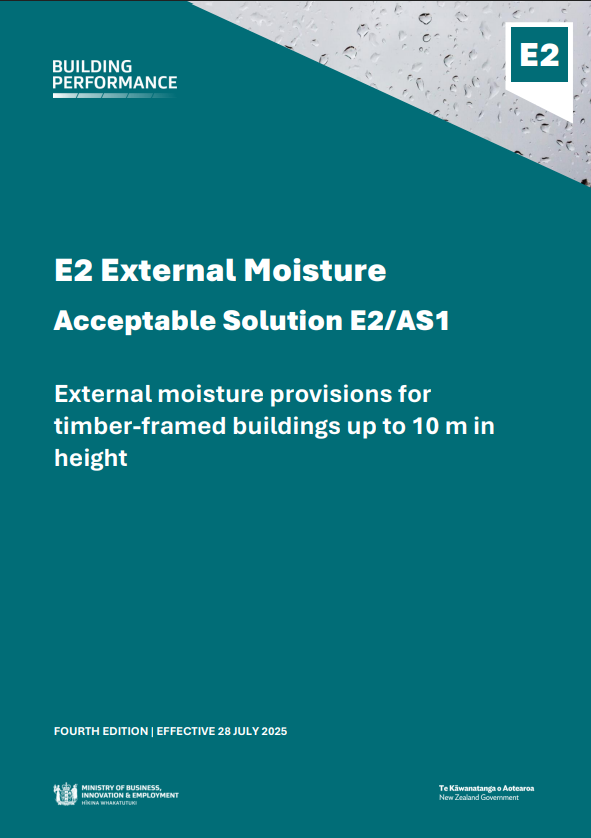 BUILDING
PERFORMANCE
E2
E2 External Moisture
Acceptable Solution E2/AS1
External moisture provisions for
timber-framed buildings up to 10 m in
height
FOURTH EDITION | EFFECTIVE 28 JULY 2025
MINISTRY OF BUSINESS,
INNOVATION & EMPLOYMENT
HĪKINA WHAKATUTUKI
Te Kāwanatanga o Aotearoa
New Zealand Government